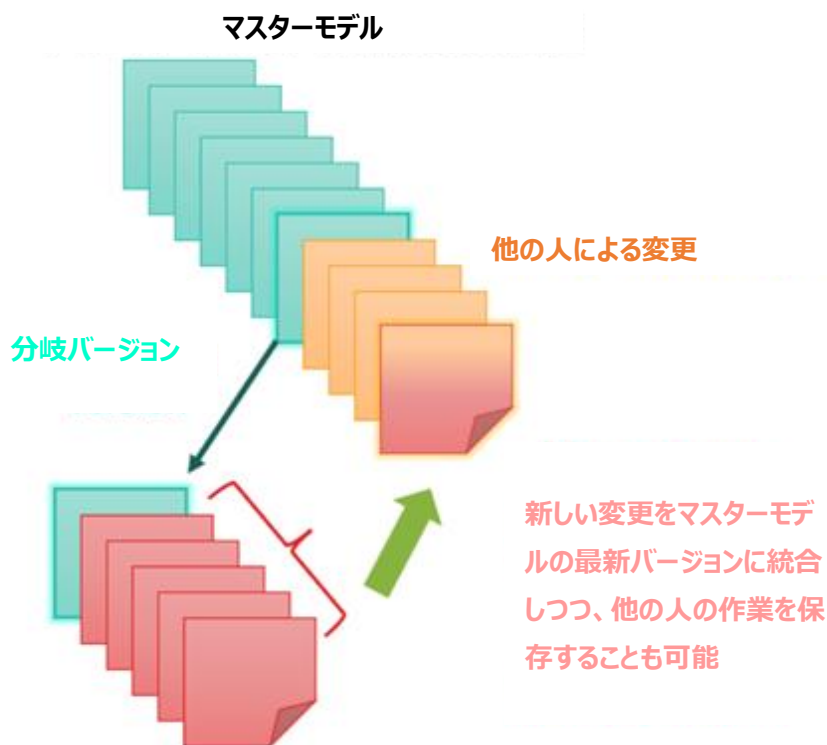 マスターモデル
他の人による変更
分岐バージョン
新しい変更をマスターモデ
ルの最新バージョンに統合
しつつ、他の人の作業を保
存することも可能